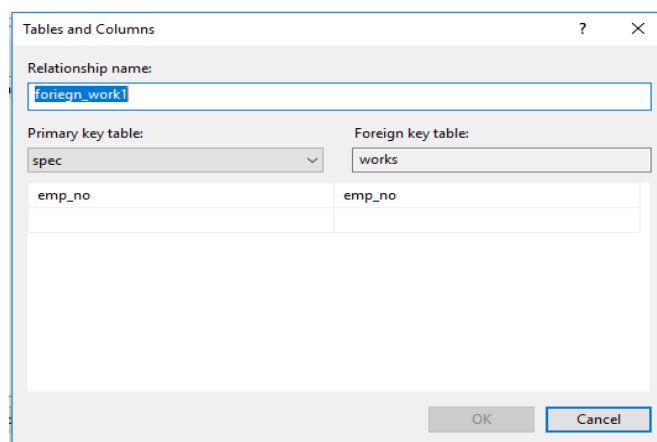 Tables and Columns
Relationship name:
foriegn_work1
Primary key table:
Foreign key table:
spec
works
emp_no
emp_no
OK
Cancel